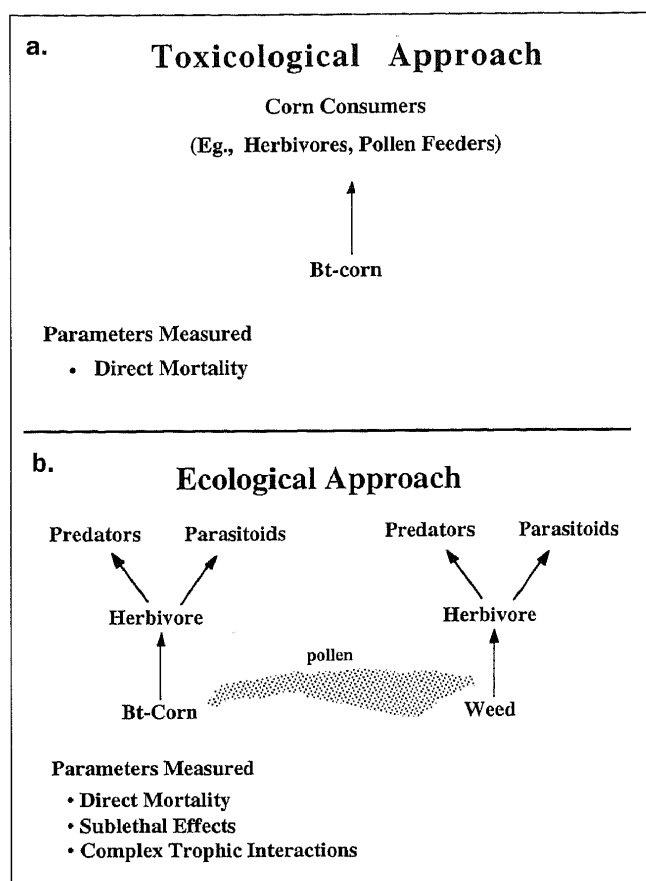 a.
Toxicological Approach
Corn Consumers
(Eg., Herbivores, Pollen Feeders)
Bt-corn
Parameters Measured
• Direct Mortality
b.
Ecological Approach
Predators Parasitoids Predators Parasitoids
Herbivore Herbivore
pollen
Bt-Corn Weed
Parameters Measured
• Direct Mortality
• Sublethal Effects
• Complex Trophic Interactions